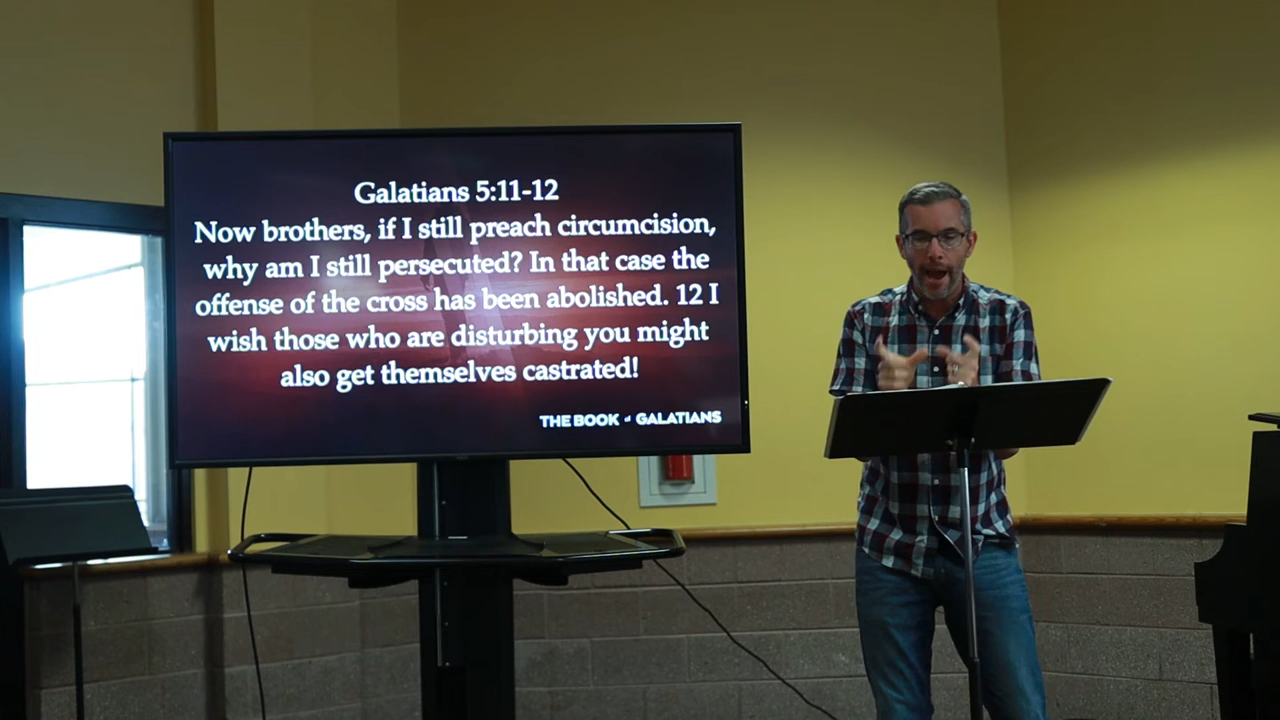 Galatians 5:11-12
Now brothers, if I still preach circumcision,
why am I still persecuted? In that case the
offense of the cross has been abolished. 12 I
wish those who are disturbing you might
also get themselves castrated!
THE BOOK of GALATIANS